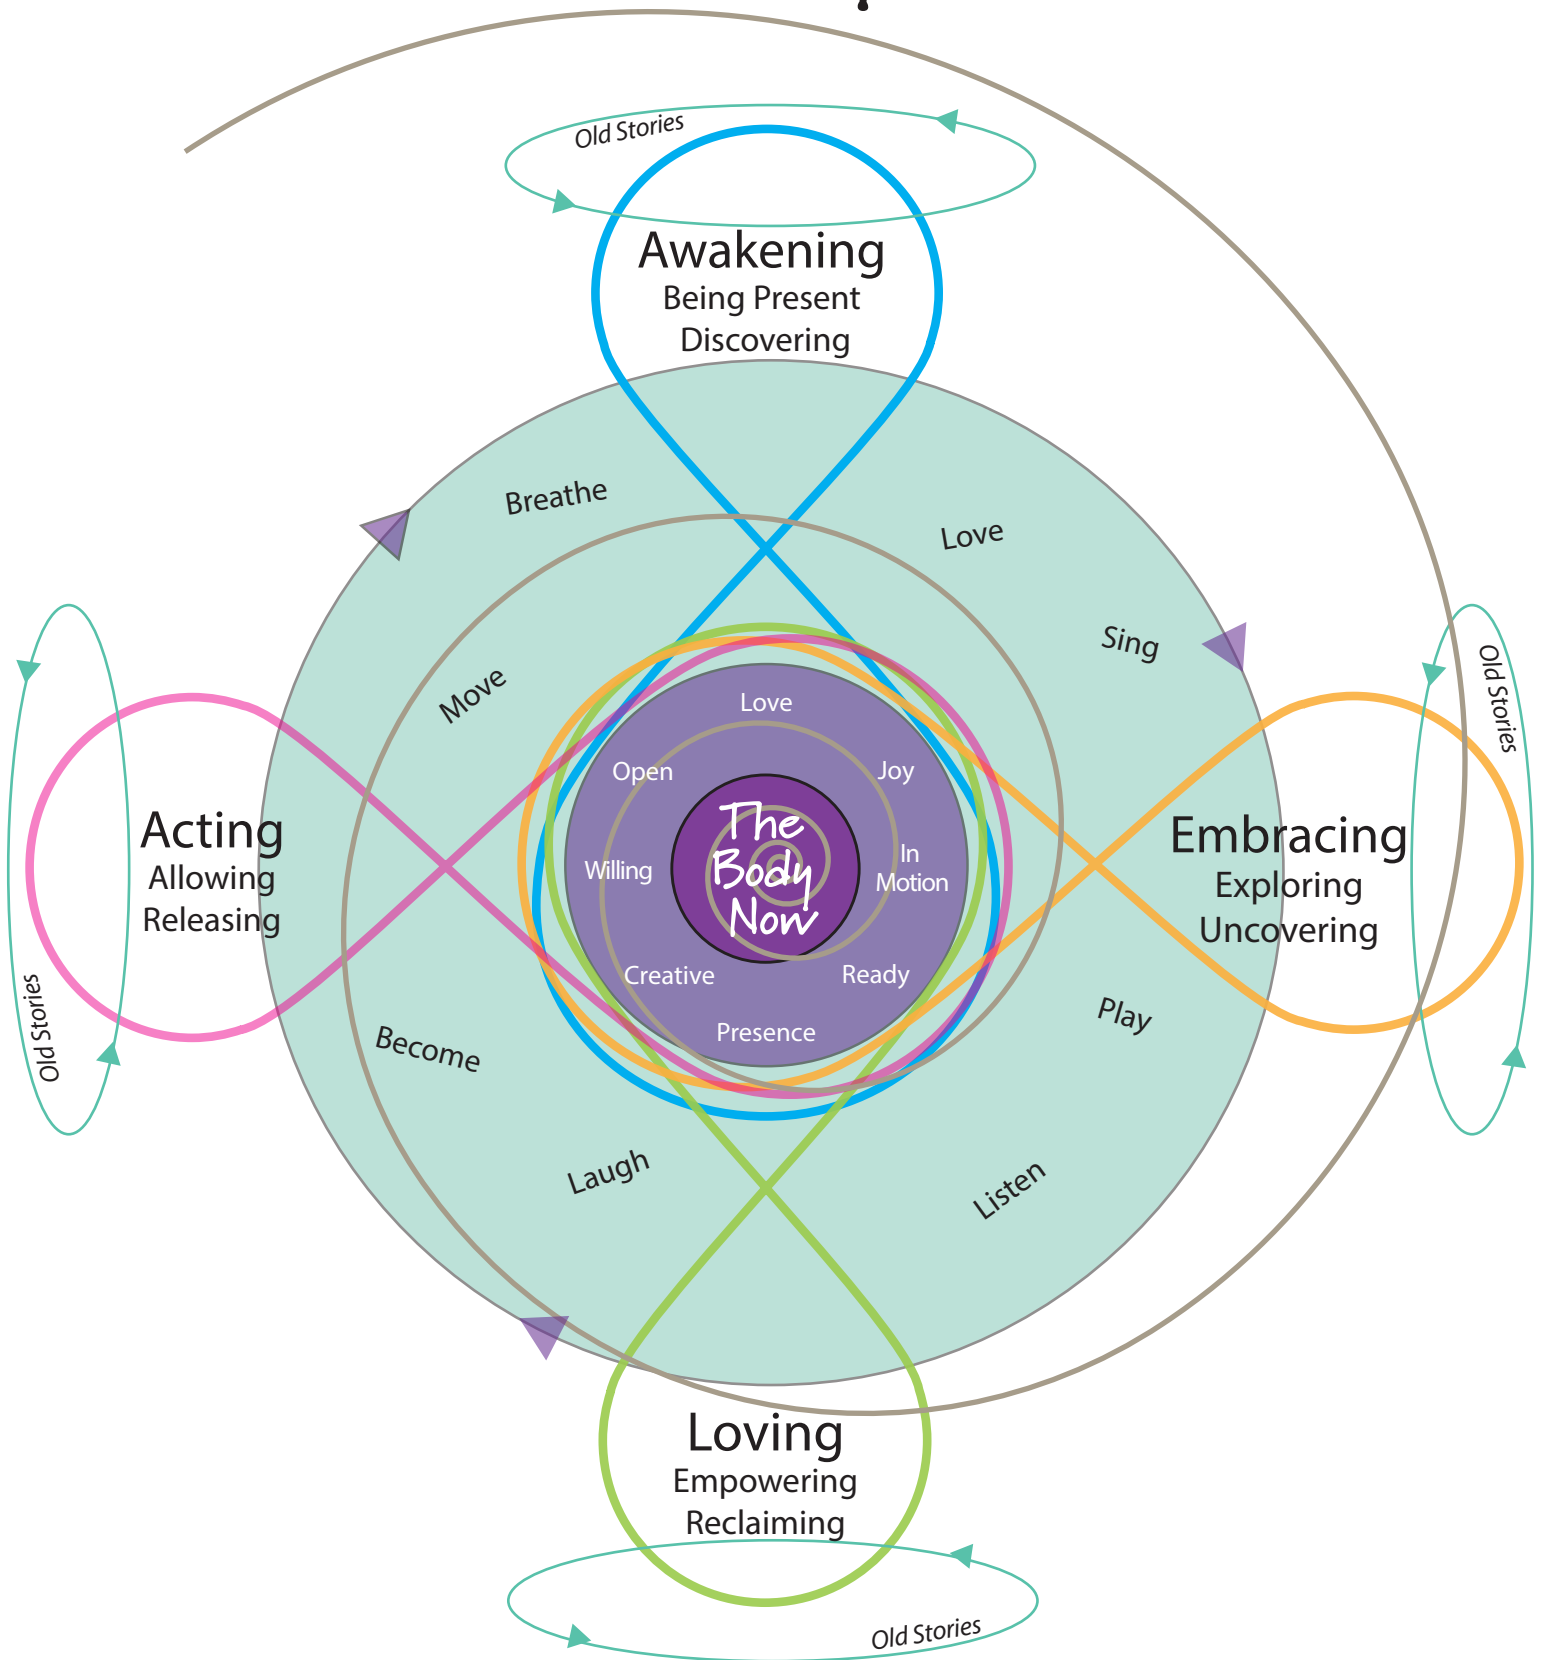 Old Stories
Awakening
Being Present
Discovering
Breathe
Love
Sing
Move
Old Stories
Love
Open
Joy
The
Body
Now
Willing
In
Motion
Creative
Ready
Presence
Acting
Allowing
Releasing
Embracing
Exploring
Uncovering
Old Stories
Become
Play
Laugh
Listen
Loving
Empowering
Reclaiming
Old Stories